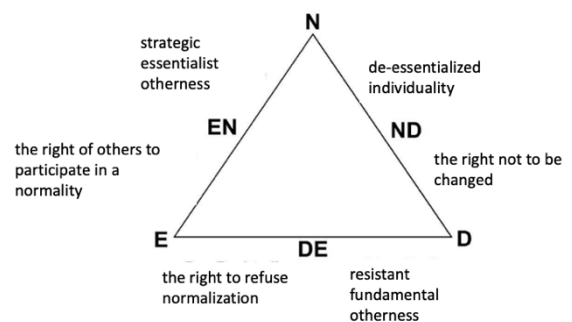 N
strategic
essentialist
otherness
de-essentialized
individuality
EN
ND
the right of others to
participate in a
normality
the right not to be
changed
E
DE
D
the right to refuse
normalization
resistant
fundamental
otherness